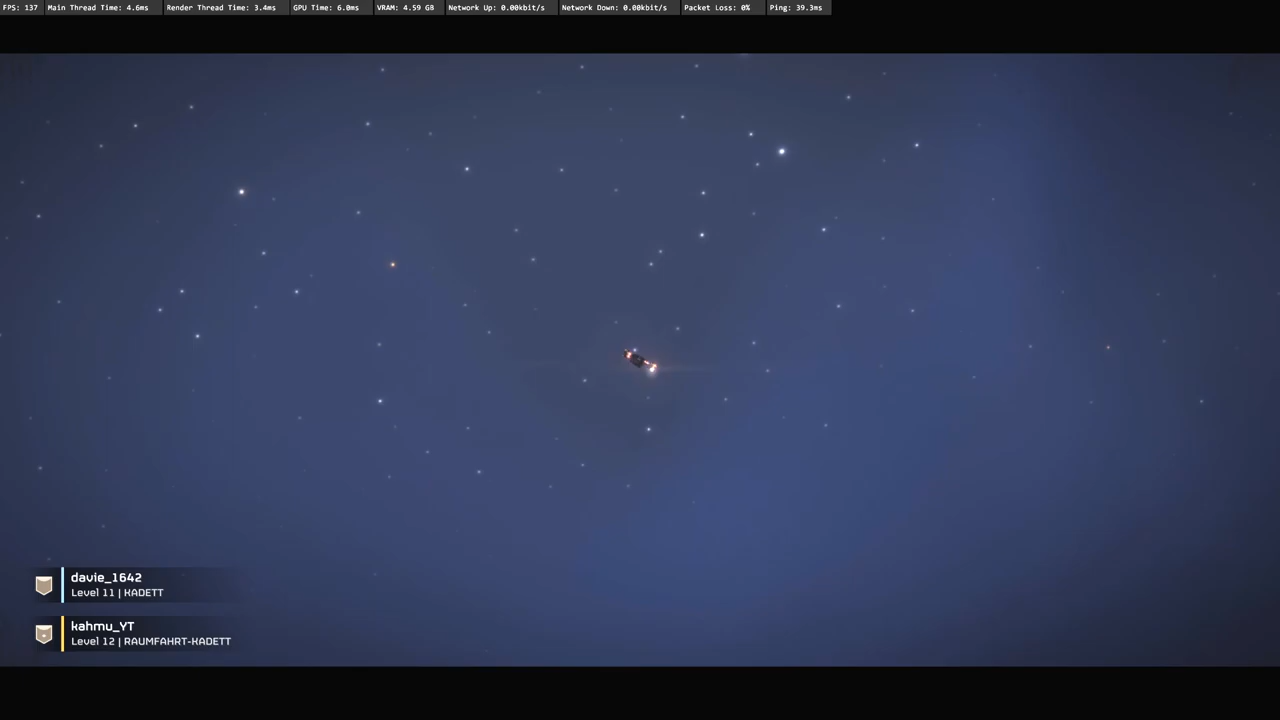 FPS: 137 Main Thread Time: 4.6ms Render Thread Time: 3.4ms GPU Time: 6.0ms VRAM: 4.59 GB Network Up: 0.00kbit/s Network Down: 0.00kbit/s Packet Loss: 0% Ping: 39.3ms
davie_1642
Level 11 | KADETT
kahmu_YT
Level 12 | RAUMFAHRT-KADETT